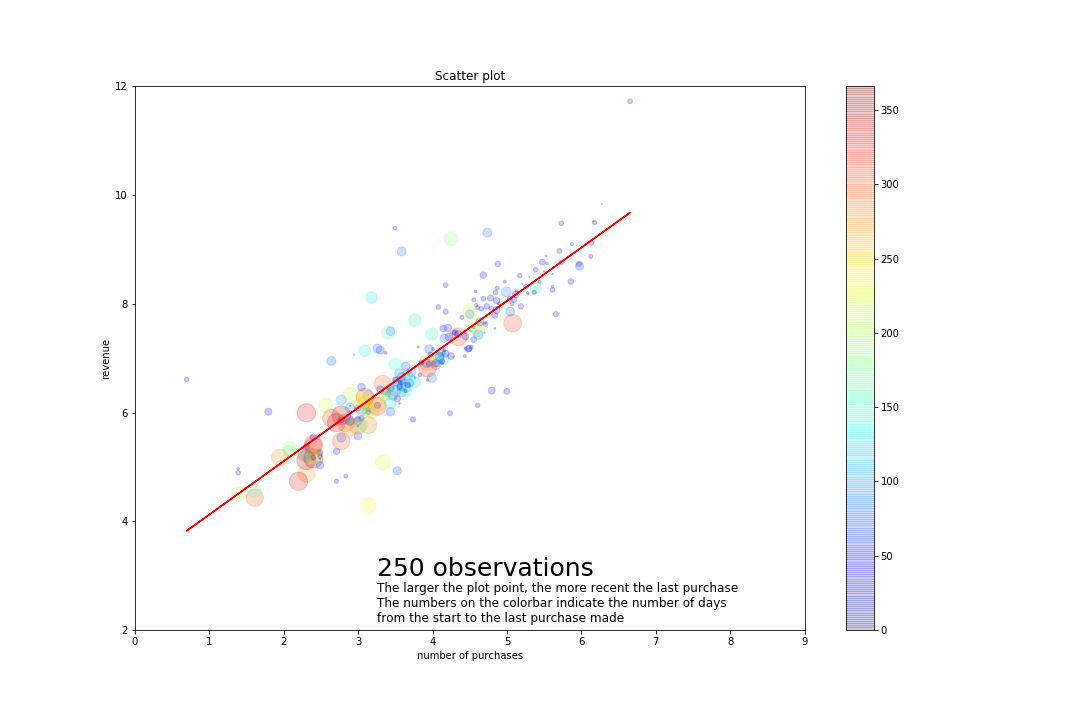 Scatter plot
12
10
8
6
4
2
revenue
0 1 2 3 4 5 6 7 8 9
number of purchases
250 observations
The larger the plot point, the more recent the last purchase
The numbers on the colorbar indicate the number of days
from the start to the last purchase made
350
300
250
200
150
100
50
0